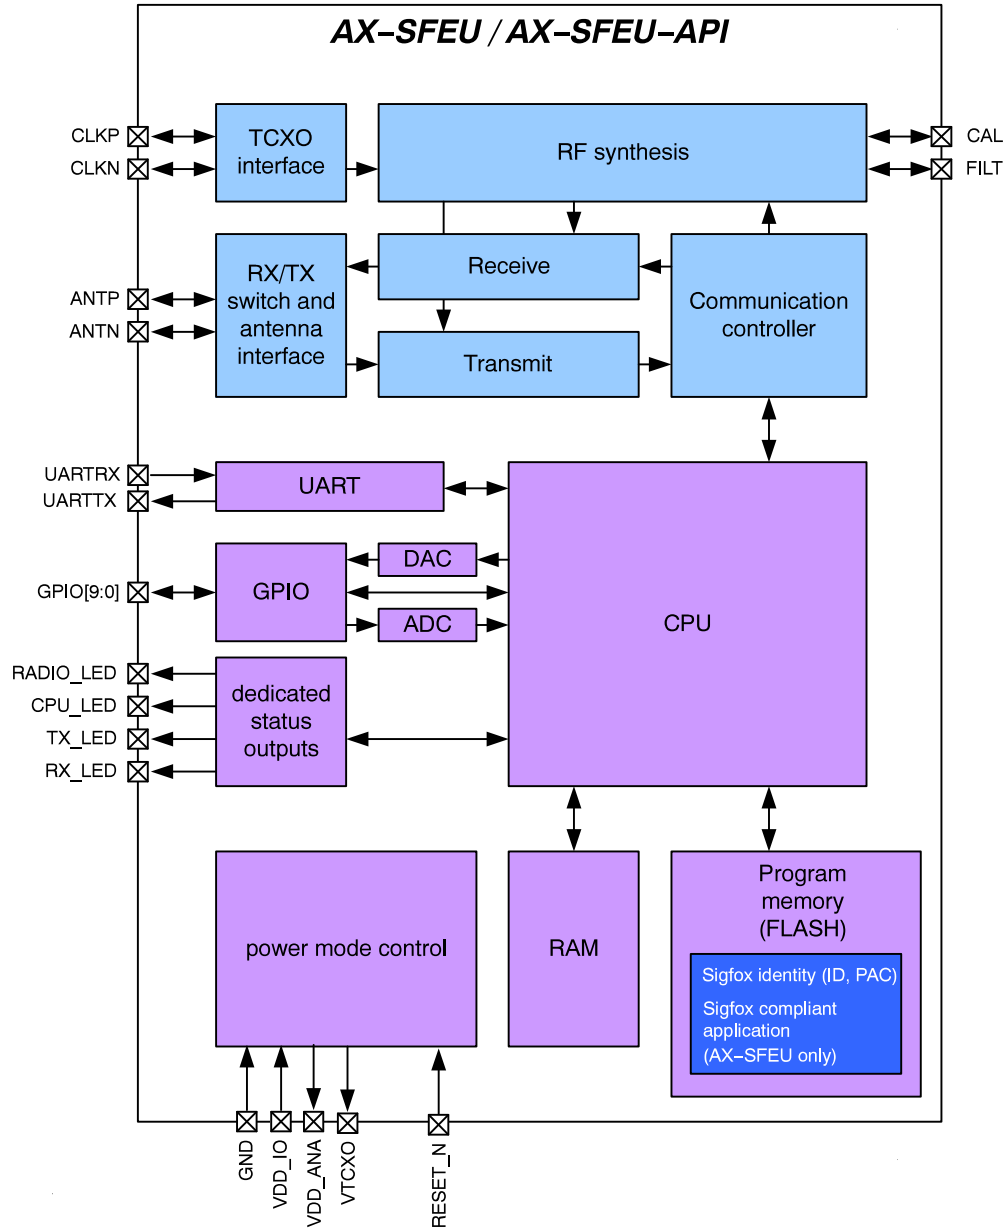 AX–SFEU / AX–SFEU–API
CLKP
CLKN
TCXO
interface
RF synthesis
CAL
FILT
ANTP
ANTN
RX/TX
switch and
antenna
interface
Receive
Transmit
Communication
controller
UARTRX
UARTTX
UART
GPIO[9:0]
GPIO
DAC
ADC
CPU
RADIO_LED
CPU_LED
TX_LED
RX_LED
dedicated
status
outputs
power mode control
RAM
Program
memory
(FLASH)
Sigfox identity (ID, PAC)
Sigfox compliant
application
(AX–SFEU only)
GND
VDD_IO
VDD_ANA
VTCXO
RESET_N